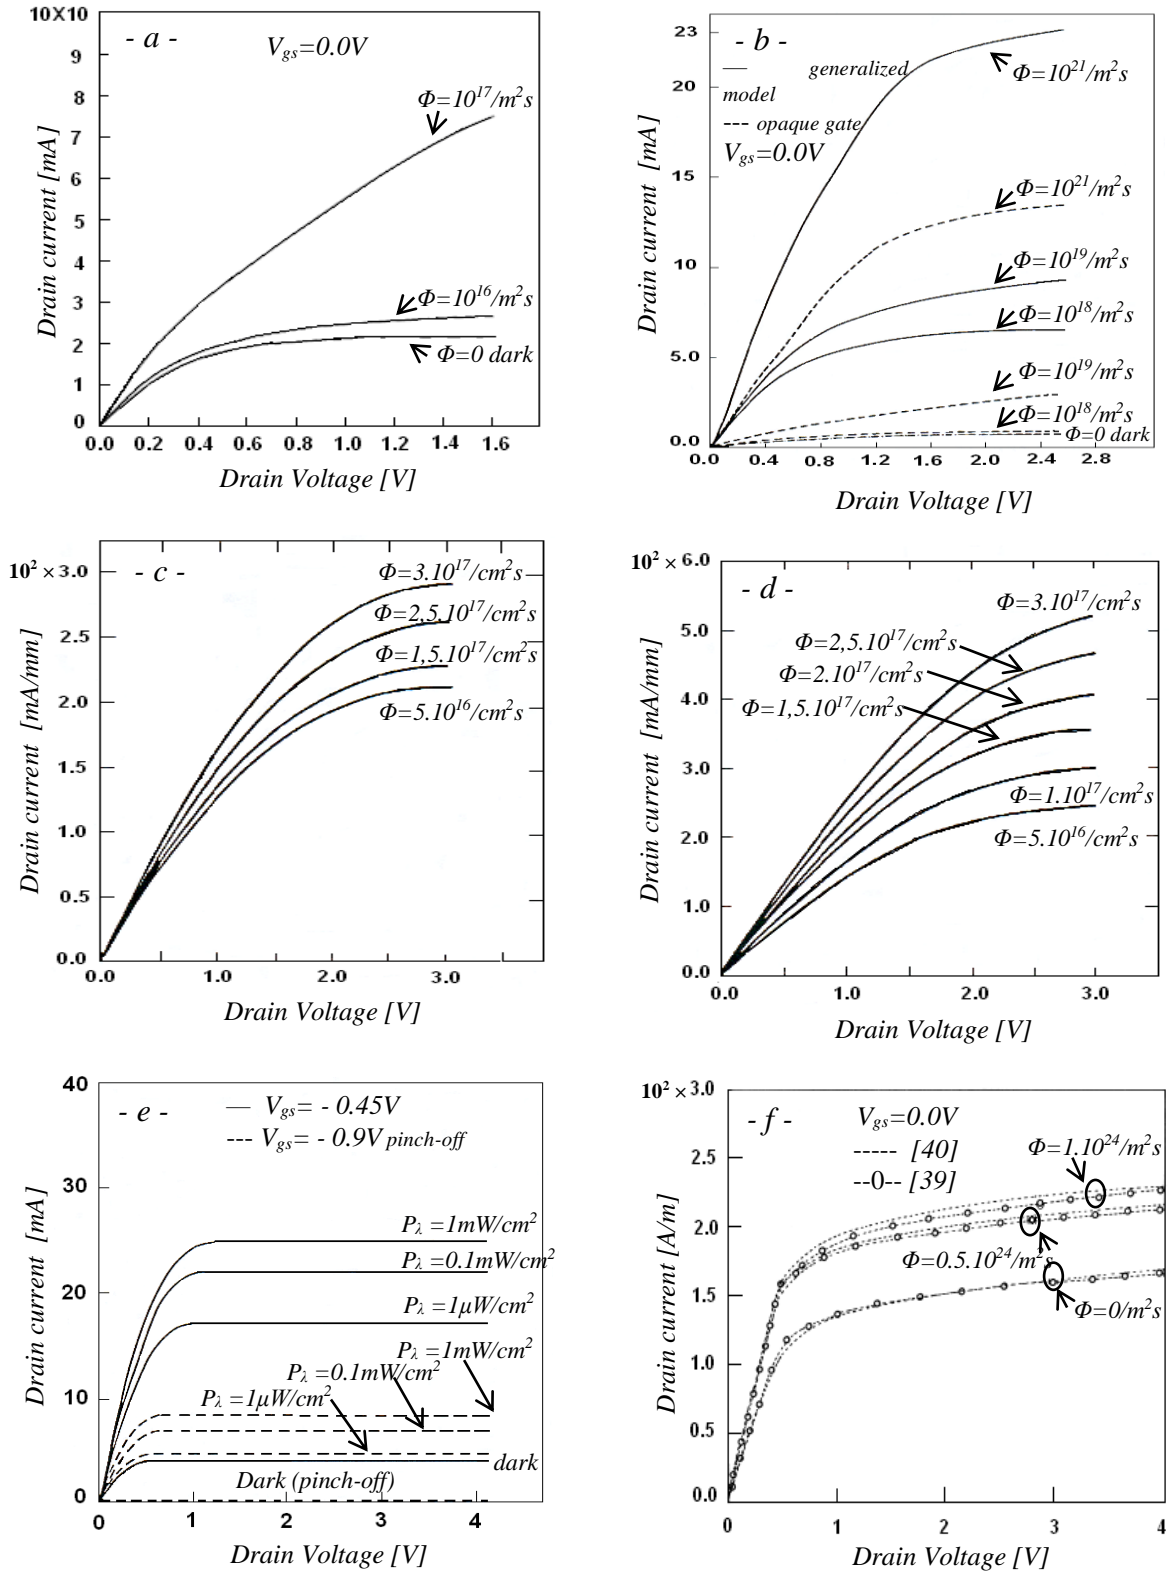 10X10
- a -
V_gs=0.0V
9
8
Φ=10^17/m^2s
7
6
5
4
Φ=10^16/m^2s
3
2
Φ=0 dark
1
0
0.0 0.2 0.4 0.6 0.8 1.0 1.2 1.4 1.6
Drain current [mA]
Drain Voltage [V]
23
- b -
generalized
model
opaque gate
V_gs=0.0V
Φ=10^21/m^2s
20
15
Φ=10^21/m^2s
10
Φ=10^19/m^2s
Φ=10^18/m^2s
5.0
Φ=10^19/m^2s
Φ=10^18/m^2s
Φ=0 dark
0.0
0.0 0.4 0.8 1.2 1.6 2.0 2.4 2.8
Drain current [mA]
Drain Voltage [V]
10^2 × 3.0
- c -
Φ=3.10^17/cm^2s
Φ=2,5.10^17/cm^2s
2.5
Φ=1,5.10^17/cm^2s
2.0
Φ=5.10^16/cm^2s
1.5
1.0
0.5
0.0
0.0 1.0 2.0 3.0
Drain current [mA/mm]
Drain Voltage [V]
10^2 × 6.0
- d -
Φ=3.10^17/cm^2s
5.0
Φ=2,5.10^17/cm^2s
Φ=2.10^17/cm^2s
4.0
Φ=1,5.10^17/cm^2s
3.0
Φ=1.10^17/cm^2s
2.0
Φ=5.10^16/cm^2s
1.0
0.0
0.0 1.0 2.0 3.0
Drain current [mA/mm]
Drain Voltage [V]
40
- e -
V_gs= - 0.45V
V_gs= - 0.9V pinch-off
30
P_λ =1mW/cm^2
P_λ =0.1mW/cm^2
20
P_λ =1μW/cm^2
P_λ =1mW/cm^2
P_λ =0.1mW/cm^2
P_λ =1μW/cm^2
10
dark
Dark (pinch-off)
0
0 1 2 3 4
Drain current [mA]
Drain Voltage [V]
10^2 × 3.0
- f -
V_gs=0.0V
----- [40]
--0-- [39]
Φ=1.10^24/m^2s
2.5
2.0
Φ=0.5.10^24/m^2s
1.5
Φ=0/m^2s
1.0
0.5
0.0
0 1 2 3 4
Drain current [A/m]
Drain Voltage [V]